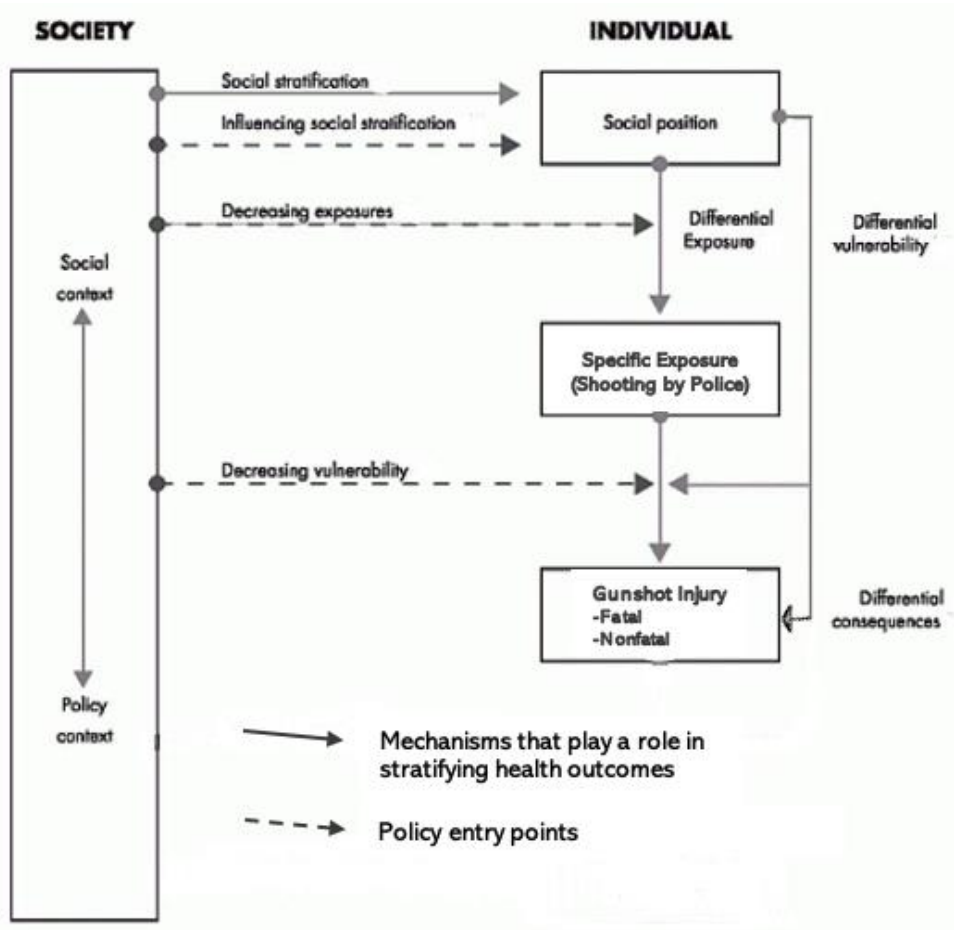 SOCIETY
INDIVIDUAL
Social stratification
Influencing social stratification
Social position
Decreasing exposures
Differential
Exposure
Differential
vulnerability
Social
context
Specific Exposure
(Shooting by Police)
Decreasing vulnerability
Gunshot Injury
-Fatal
-Nonfatal
Differential
consequences
Policy
context
Mechanisms that play a role in
stratifying health outcomes
Policy entry points